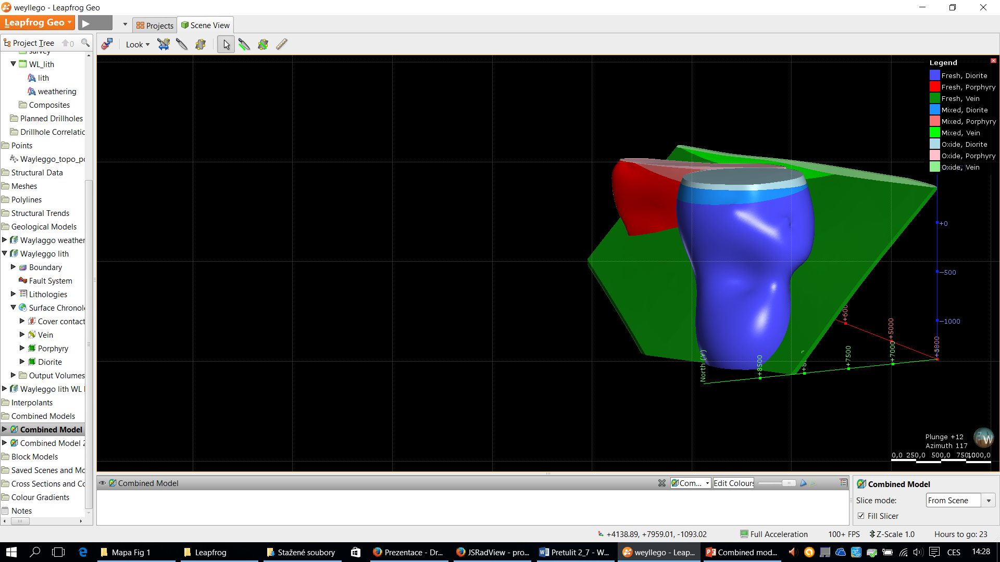 weyllego - Leapfrog Geo
Leapfrog Geo
Projects
Scene View
Project Tree
0
Look
survey
WL_lith
lith
weathering
Composites
Planned Drillholes
Drillhole Correlatic
Points
Wayleggo_topo_po
Structural Data
Meshes
Polylines
Structural Trends
Geological Models
Waylaggo weather
Wayleggo lith
Boundary
Fault System
Lithologies
Surface Chronol
Cover contact
Vein
Porphyry
Diorite
Output Volumes
Wayleggo lith WL
Interpolants
Combined Models
Combined Model
Combined Model 2
Block Models
Saved Scenes and Mo
Cross Sections and Co
Colour Gradients
Notes
Legend
Fresh, Diorite
Fresh, Porphyry
Fresh, Vein
Mixed, Diorite
Mixed, Porphyry
Mixed, Vein
Oxide, Diorite
Oxide, Porphyry
Oxide, Vein
+0
−500
−1000
+600
+5000
North (Y)
+8500
+7500
+7000
Plunge +12
Azimuth 117
0,0 250,0 500,0 750,0 1000,0
Combined Model
Com...
Edit Colours
Combined Model
Slice mode:
From Scene
Fill Slicer
+4138.89, +7959.01, -1093.02
Full Acceleration
100+ FPS
Z-Scale 1.0
Hours to go: 23
Mapa Fig 1
Leapfrog
Stažené soubory
Prezentace - Dr...
JSRadView - pro...
Pretulit 2_7 - W...
weyllego - Leap...
Combined mod...
CES
14:28